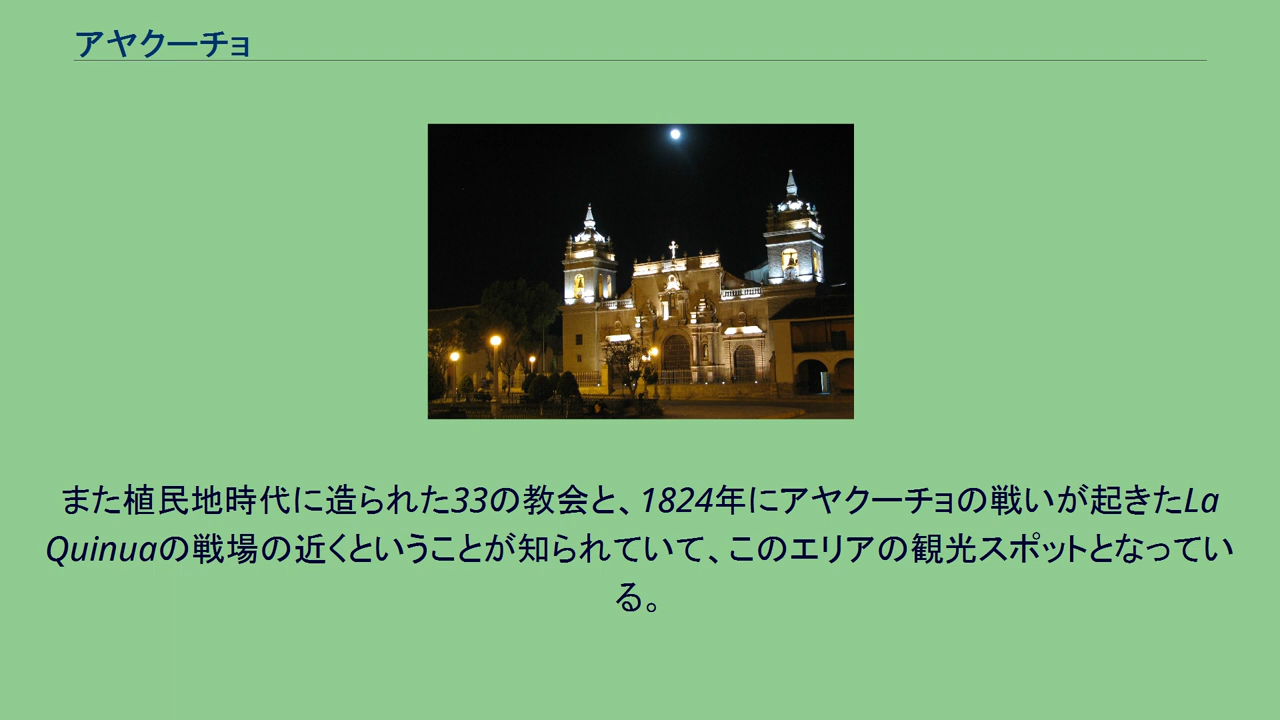 アヤクーチョ
また植民地時代に造られた33の教会と、1824年にアヤクーチョの戦いが起きたLa
Quinuaの戦場の近くということが知られていて、このエリアの観光スポットとなってい
る。